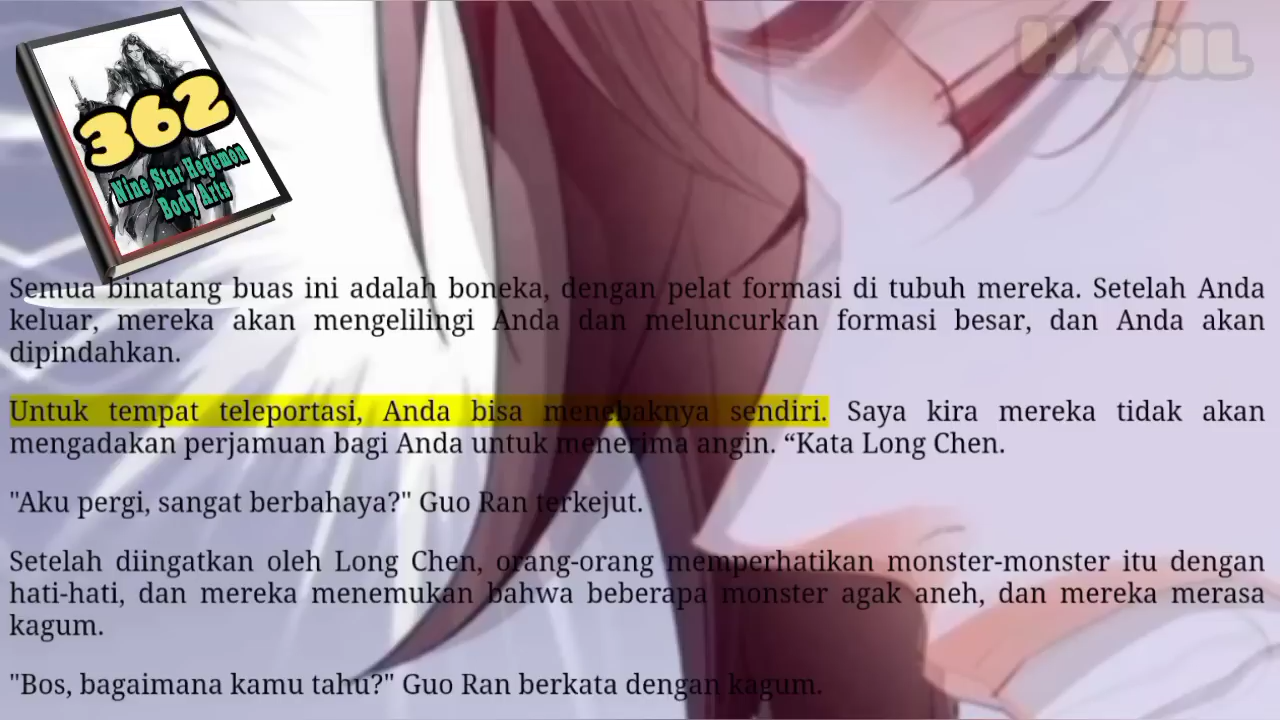 HASIL
362
Nine Star Hegemon
Body Arts
Semua binatang buas ini adalah boneka, dengan pelat formasi di tubuh mereka. Setelah Anda
keluar, mereka akan mengelilingi Anda dan meluncurkan formasi besar, dan Anda akan
dipindahkan.
Untuk tempat teleportasi, Anda bisa menebaknya sendiri. Saya kira mereka tidak akan
mengadakan perjamuan bagi Anda untuk menerima angin. “Kata Long Chen.
"Aku pergi, sangat berbahaya?" Guo Ran terkejut.
Setelah diingatkan oleh Long Chen, orang-orang memperhatikan monster-monster itu dengan
hati-hati, dan mereka menemukan bahwa beberapa monster agak aneh, dan mereka merasa
kagum.
"Bos, bagaimana kamu tahu?" Guo Ran berkata dengan kagum.